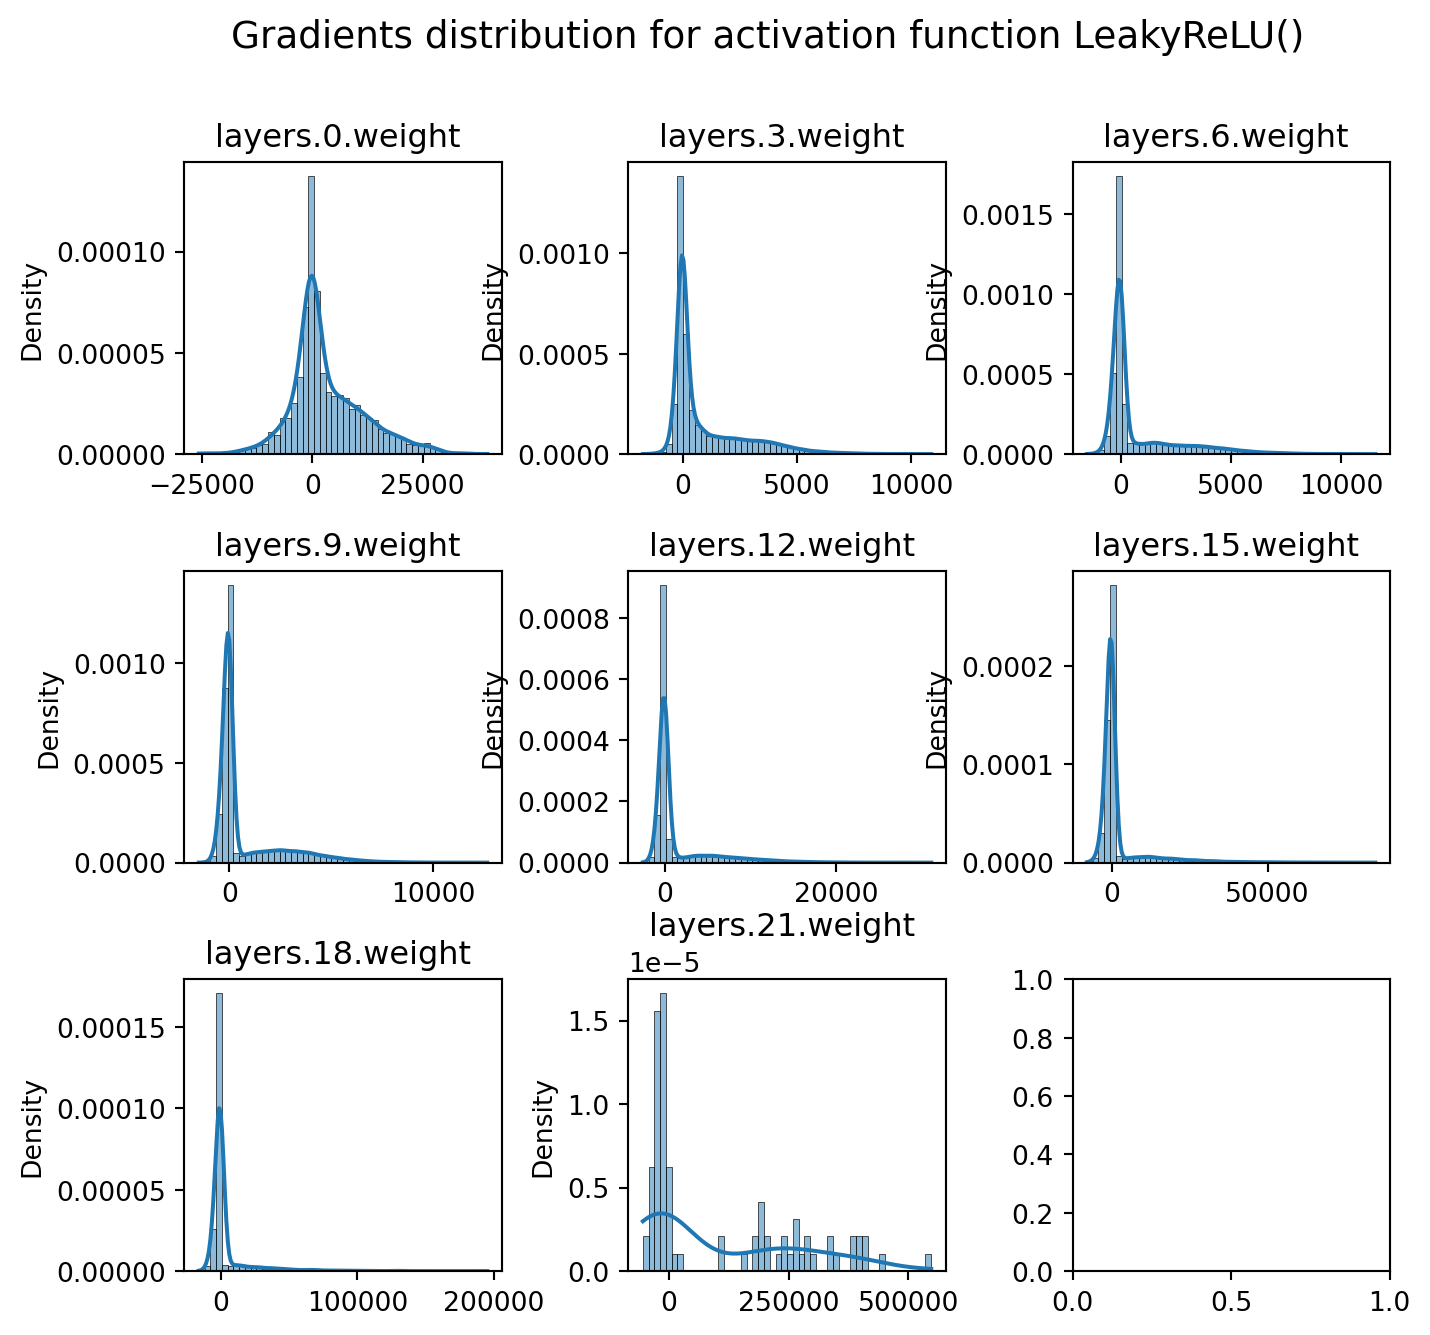 Gradients distribution for activation function LeakyReLU()
layers.0.weight
Density
0.00010
0.00005
0.00000
−25000 0 25000
layers.3.weight
Density
0.0010
0.0005
0.0000
0 5000 10000
layers.6.weight
Density
0.0015
0.0010
0.0005
0.0000
0 5000 10000
layers.9.weight
Density
0.0010
0.0005
0.0000
0 10000
layers.12.weight
Density
0.0008
0.0006
0.0004
0.0002
0.0000
0 20000
layers.15.weight
Density
0.0002
0.0001
0.0000
0 50000
layers.18.weight
Density
0.00015
0.00010
0.00005
0.00000
0 100000 200000
layers.21.weight
1e−5
Density
1.5
1.0
0.5
0.0
0 250000 500000
1.0
0.8
0.6
0.4
0.2
0.0
0.0 0.5 1.0